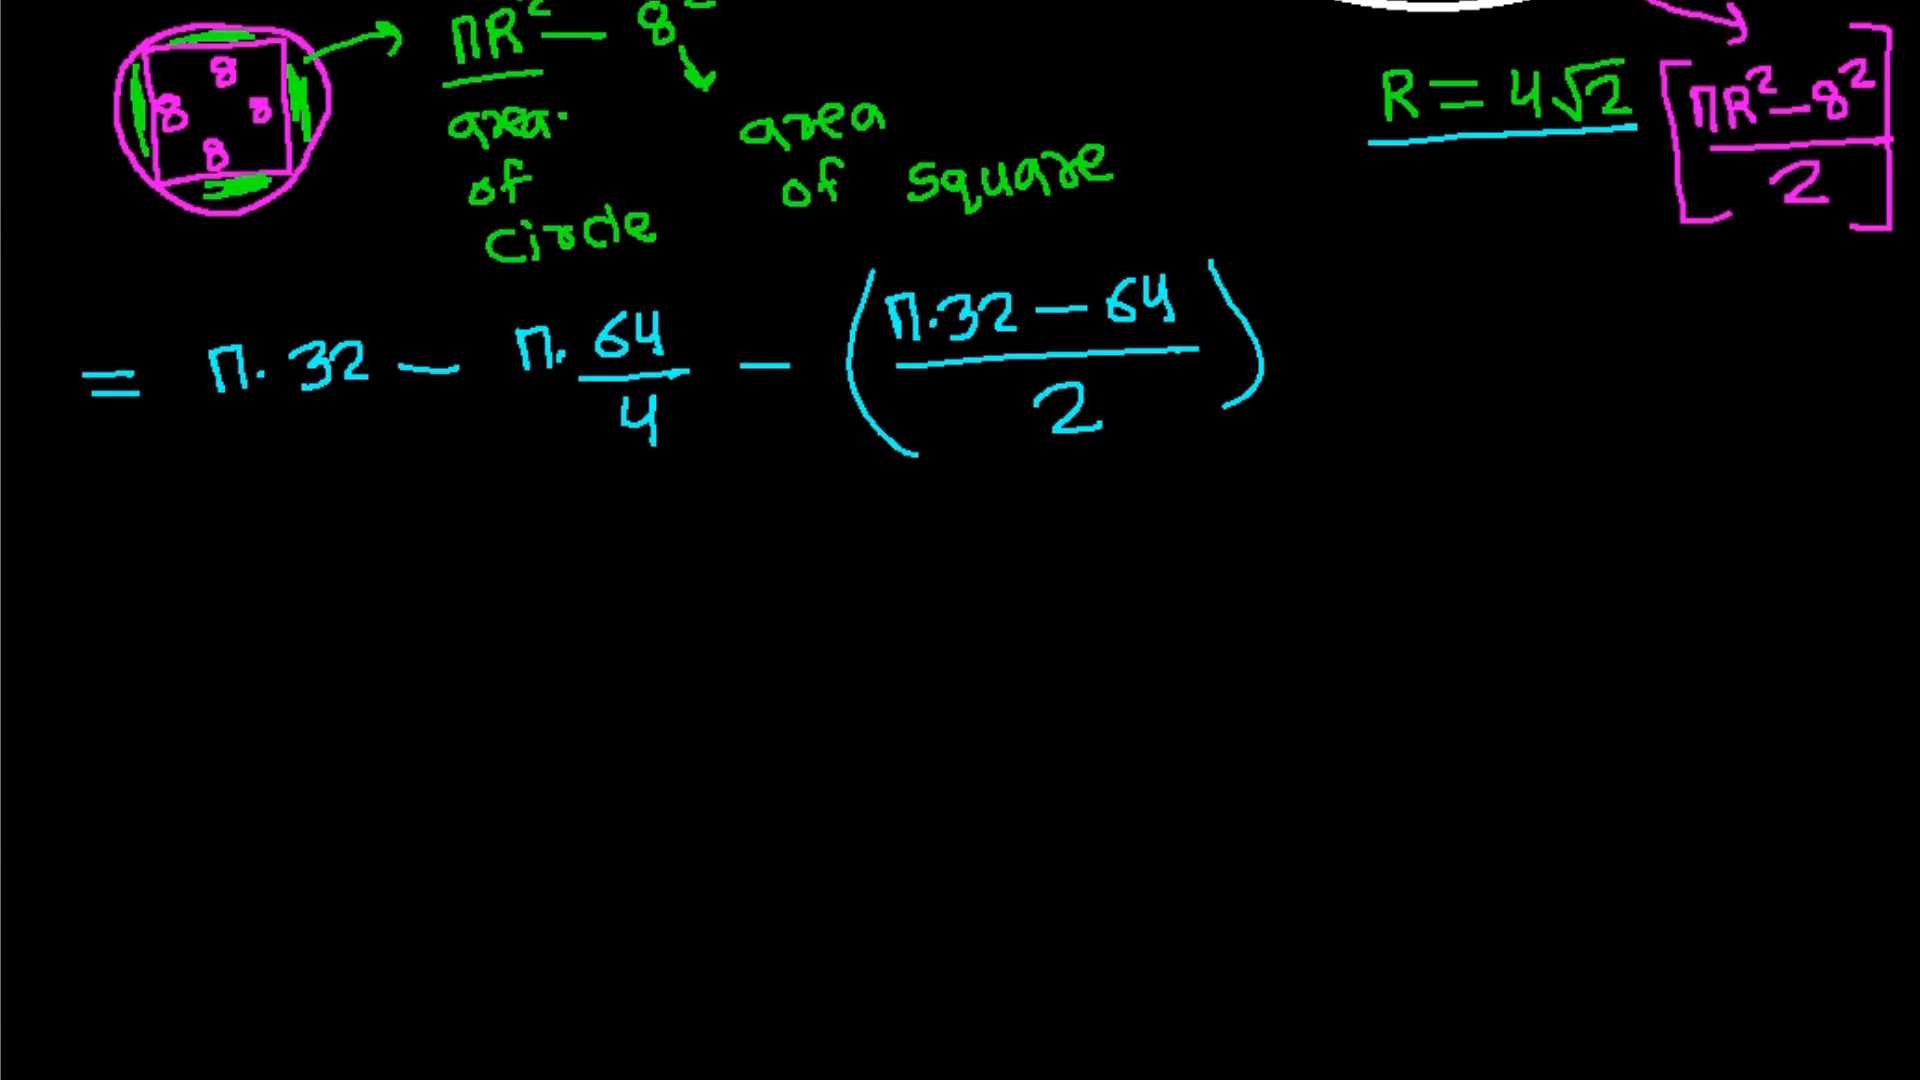 πR² — 8²
area
of
circle
area
of square
8
8 8
8
R = 4√2
[πR² - 8² / 2]
= π. 32 — π. 64/4 — (π.32 — 64 / 2)